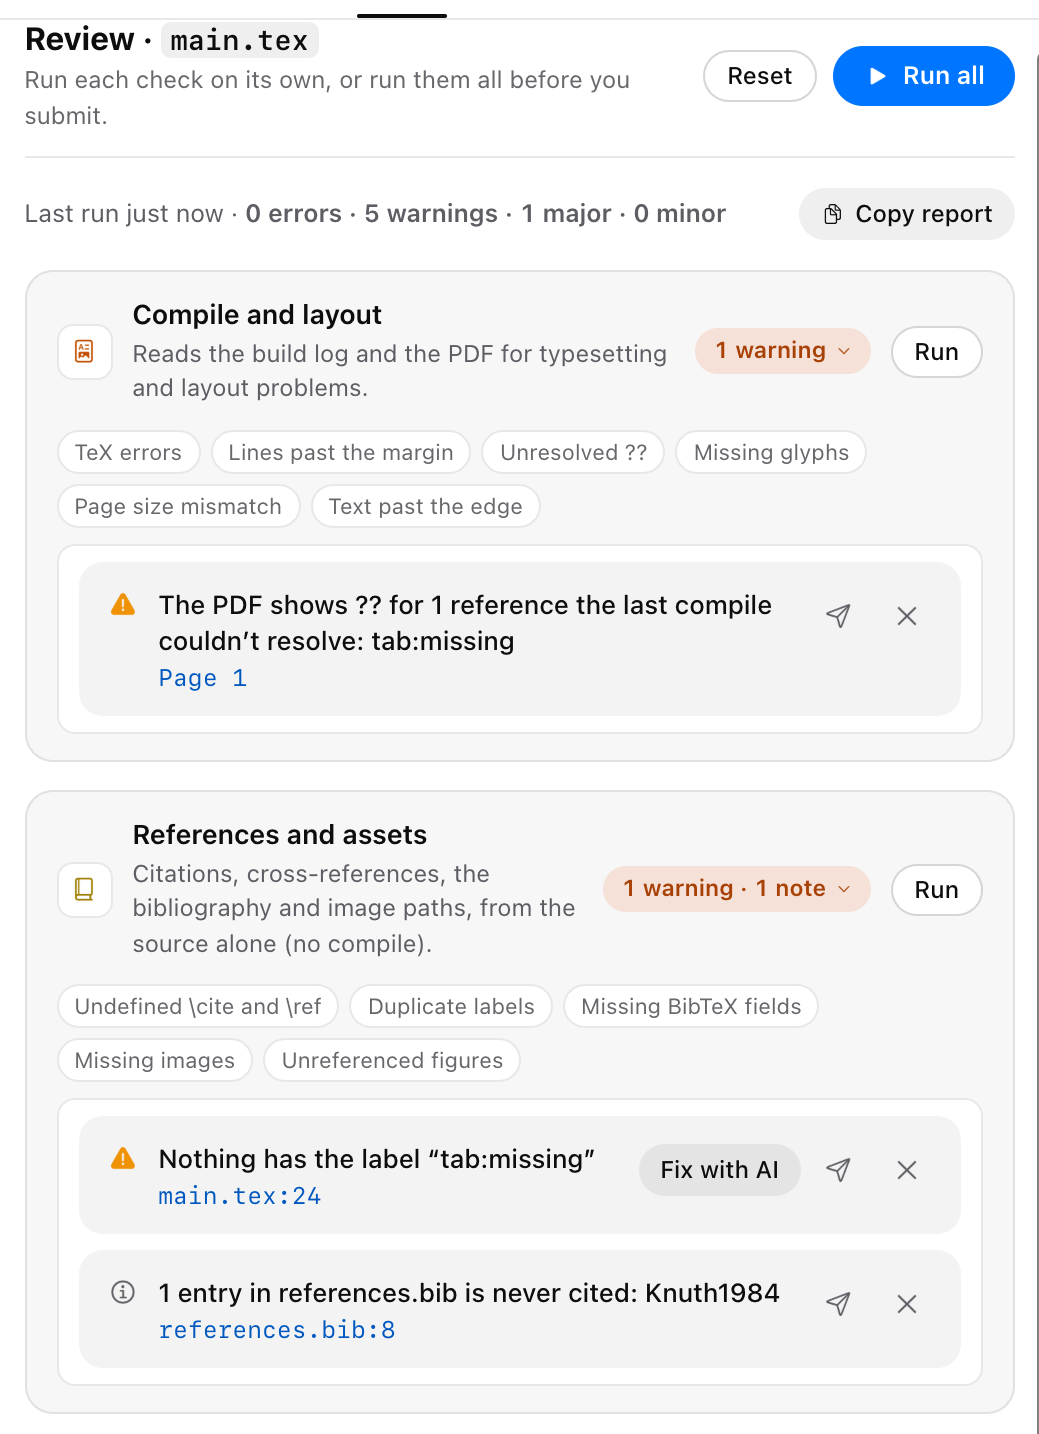 Review · main.tex
Run each check on its own, or run them all before you
submit.
Reset
Run all
Last run just now · 0 errors · 5 warnings · 1 major · 0 minor
Copy report
Compile and layout
Reads the build log and the PDF for typesetting
and layout problems.
1 warning
Run
TeX errors
Lines past the margin
Unresolved ??
Missing glyphs
Page size mismatch
Text past the edge
The PDF shows ?? for 1 reference the last compile
couldn’t resolve: tab:missing
Page 1
References and assets
Citations, cross-references, the
bibliography and image paths, from the
source alone (no compile).
1 warning · 1 note
Run
Undefined \cite and \ref
Duplicate labels
Missing BibTeX fields
Missing images
Unreferenced figures
Nothing has the label “tab:missing”
main.tex:24
Fix with AI
1 entry in references.bib is never cited: Knuth1984
references.bib:8